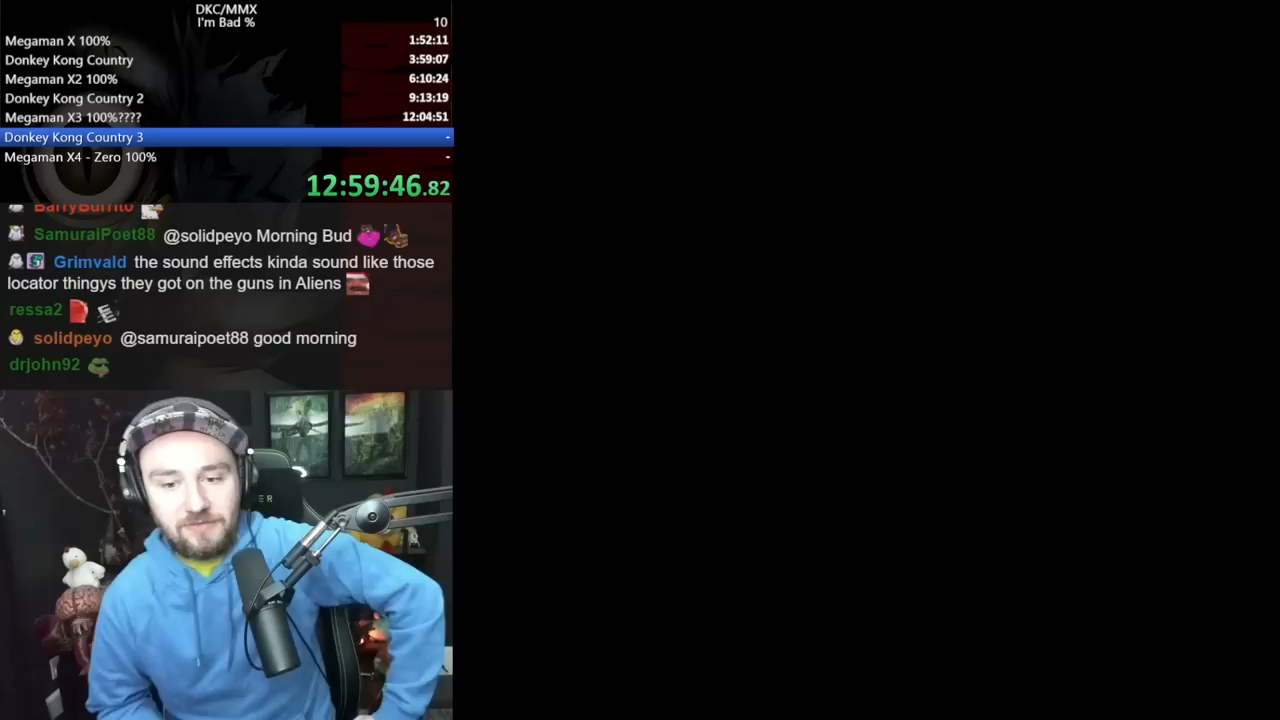 DKC/MMX
I'm Bad %
10
Megaman X 100% 1:52:11
Donkey Kong Country 3:59:07
Megaman X2 100% 6:10:24
Donkey Kong Country 2 9:13:19
Megaman X3 100%???? 12:04:51
Donkey Kong Country 3 -
Megaman X4 - Zero 100% -
12:59:46.82
BarryBurrito
SamuraiPoet88 @solidpeyo Morning Bud
Grimvald the sound effects kinda sound like those
locator thingys they got on the guns in Aliens
ressa2
solidpeyo @samuraipoet88 good morning
drjohn92